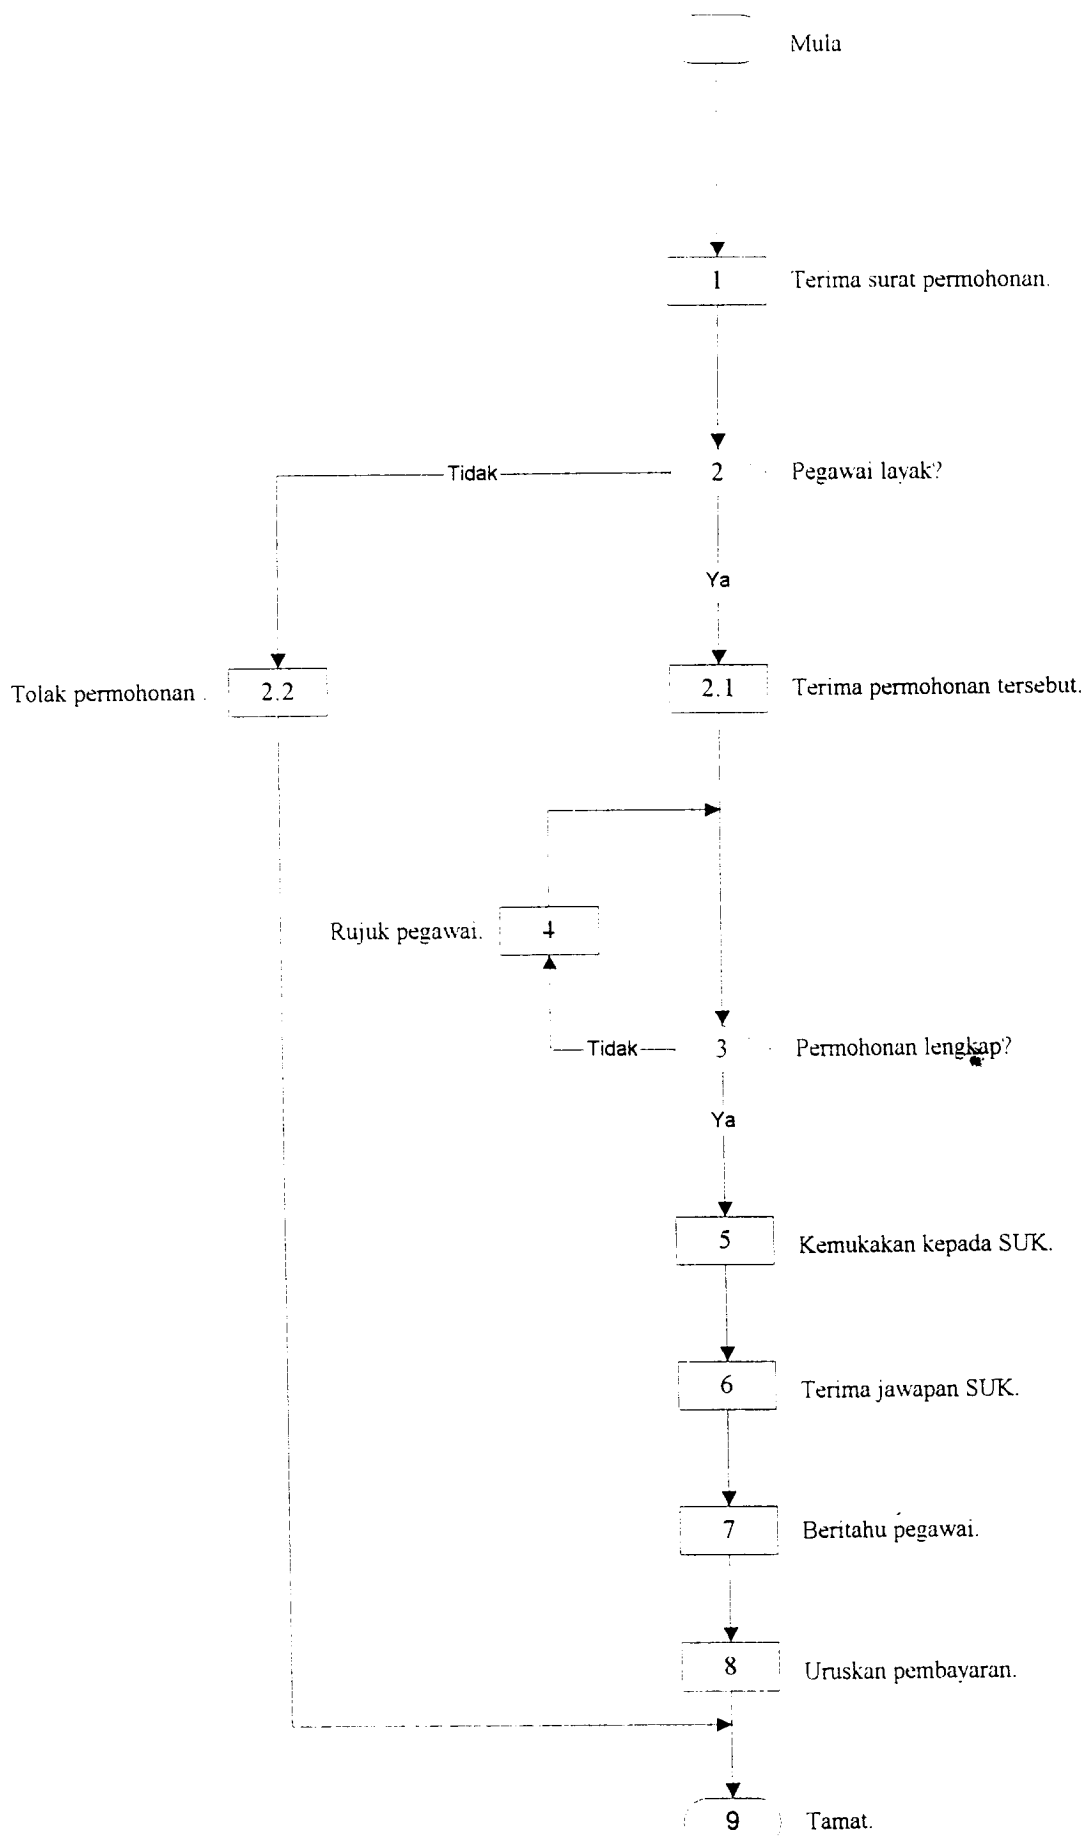 Mula
1 Terima surat permohonan.
Tidak 2 Pegawai layak?
Ya
Tolak permohonan . 2.2 2.1 Terima permohonan tersebut.
Rujuk pegawai. 4
Tidak 3 Permohonan lengkap?
Ya
5 Kemukakan kepada SUK.
6 Terima jawapan SUK.
7 Beritahu pegawai.
8 Uruskan pembayaran.
9 Tamat.